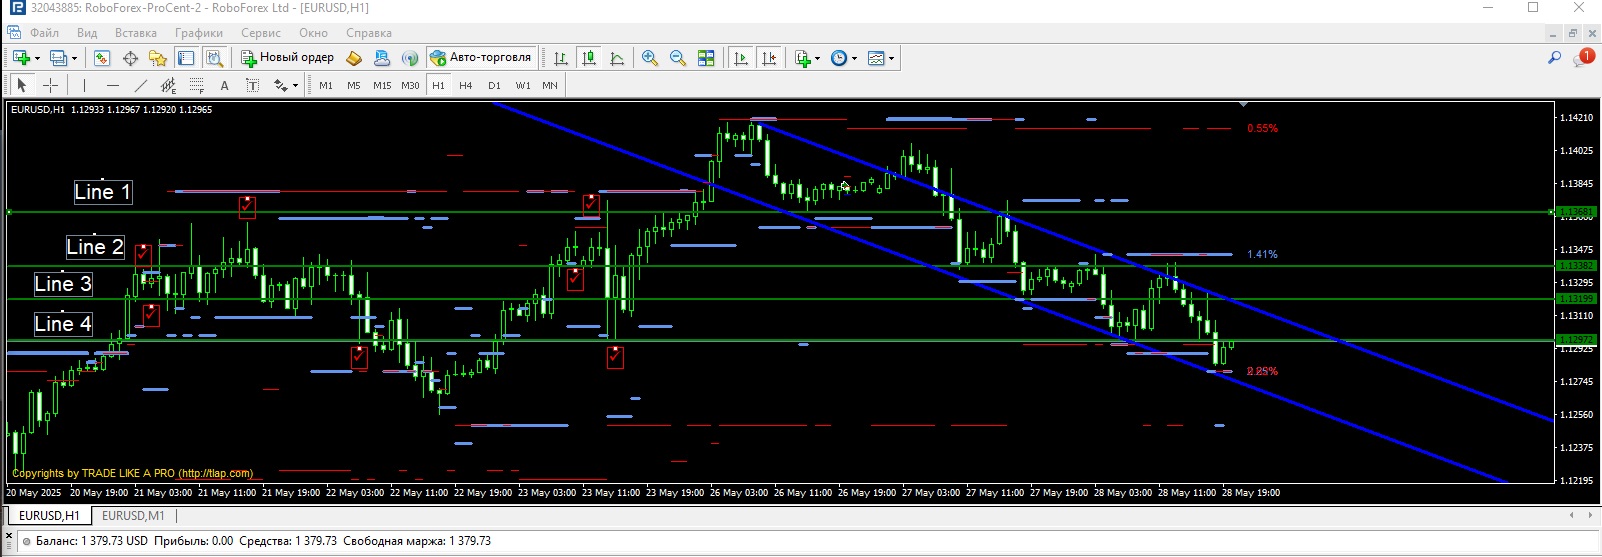 32043885: RoboForex-ProCent-2 - RoboForex Ltd - [EURUSD,H1]
Файл Вид Вставка Графики Сервис Окно Справка
Новый ордер Авто-торговля 1
A T M1 M5 M15 M30 H1 H4 D1 W1 MN
EURUSD,H1 1.12933 1.12967 1.12920 1.12965
1.14210
0.55%
1.14025
1.13845
Line 1
1.13681
Line 2
1.13475
1.41%
1.13382
Line 3
1.13295
1.13199
1.13110
Line 4
1.12972
1.12925
1.12745
1.12560
1.12375
Copyrights by TRADE LIKE A PRO (http://tlap.com)
1.12195
20 May 2025 20 May 19:00 21 May 03:00 21 May 11:00 21 May 19:00 22 May 03:00 22 May 11:00 22 May 19:00 23 May 03:00 23 May 11:00 23 May 19:00 26 May 03:00 26 May 11:00 26 May 19:00 27 May 03:00 27 May 11:00 27 May 19:00 28 May 03:00 28 May 11:00 28 May 19:00
EURUSD,H1 EURUSD,M1
Баланс: 1 379.73 USD Прибыль: 0.00 Средства: 1 379.73 Свободная маржа: 1 379.73